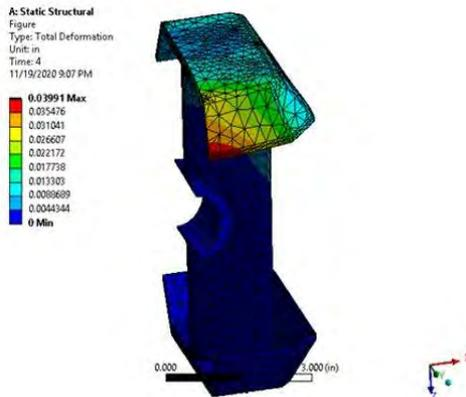 A: Static Structural
Figure
Type: Total Deformation
Unit: in
Time: 4
11/19/2020 9:07 PM
0.03991 Max
0.035476
0.031041
0.026607
0.022172
0.017738
0.013303
0.0088689
0.0044344
0 Min
0.000
3.000 (in)